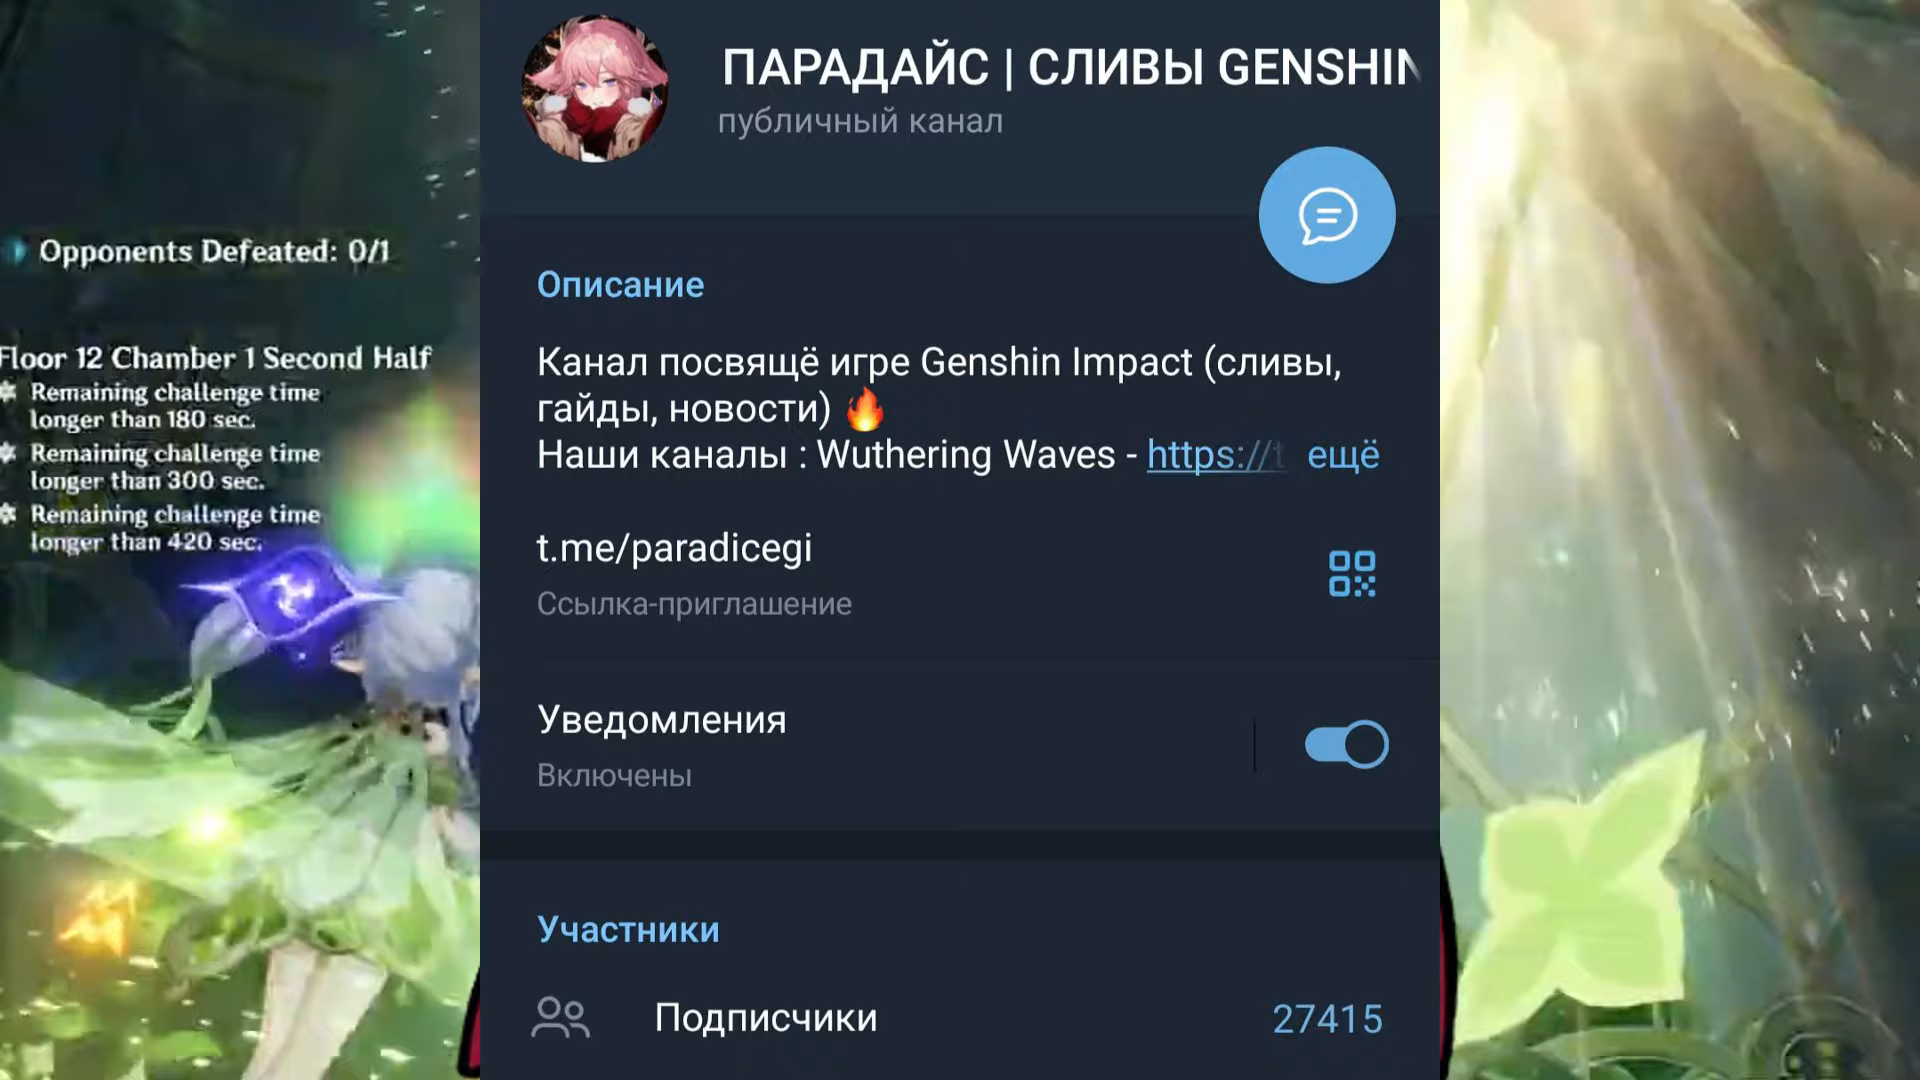 Opponents Defeated: 0/1
Floor 12 Chamber 1 Second Half
Remaining challenge time
longer than 180 sec.
Remaining challenge time
longer than 300 sec.
Remaining challenge time
longer than 420 sec.
ПАРАДАЙС | СЛИВЫ GENSHIN
публичный канал
Описание
Канал посвящё игре Genshin Impact (сливы,
гайды, новости) 🔥
Наши каналы : Wuthering Waves - https://t ещё
t.me/paradicegi
Ссылка-приглашение
Уведомления
Включены
Участники
Подписчики 27415